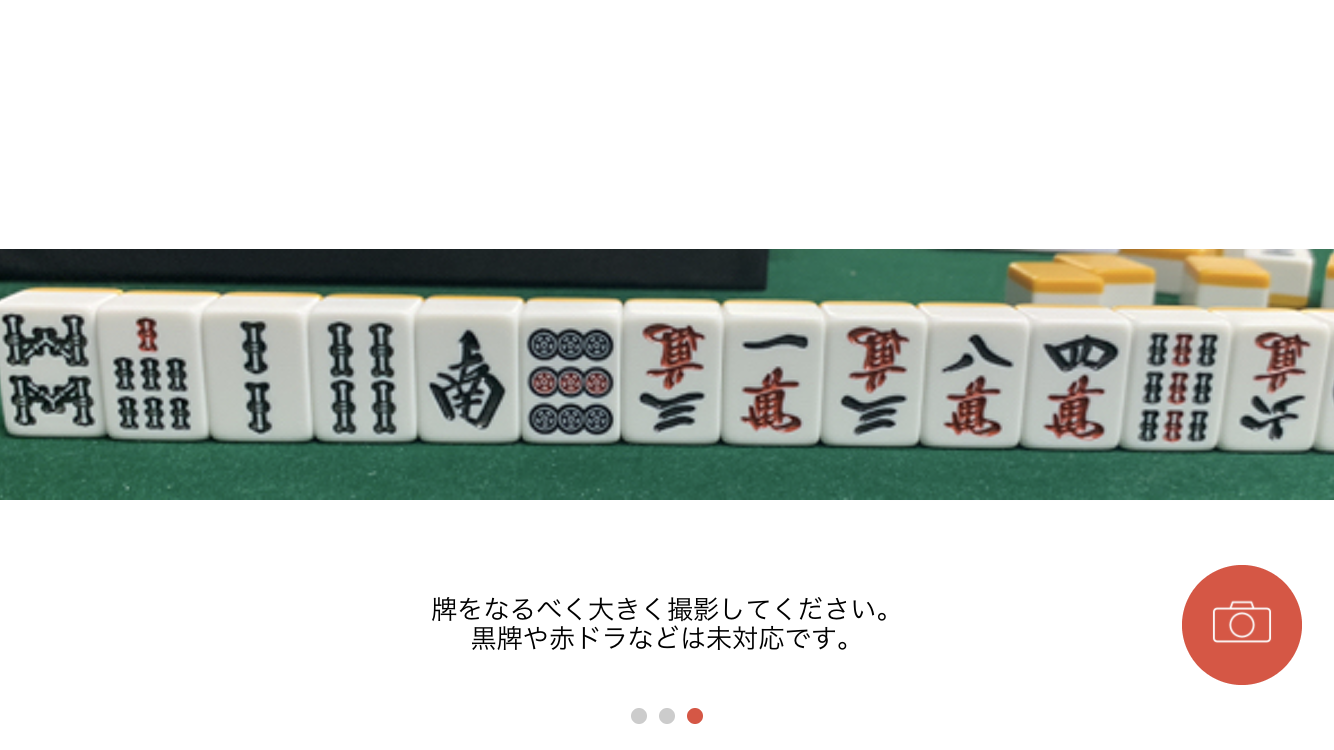 南 一 八 四
萬 萬 三 萬 三 萬 萬 萬 六
牌をなるべく大きく撮影してください。
黒牌や赤ドラなどは未対応です。